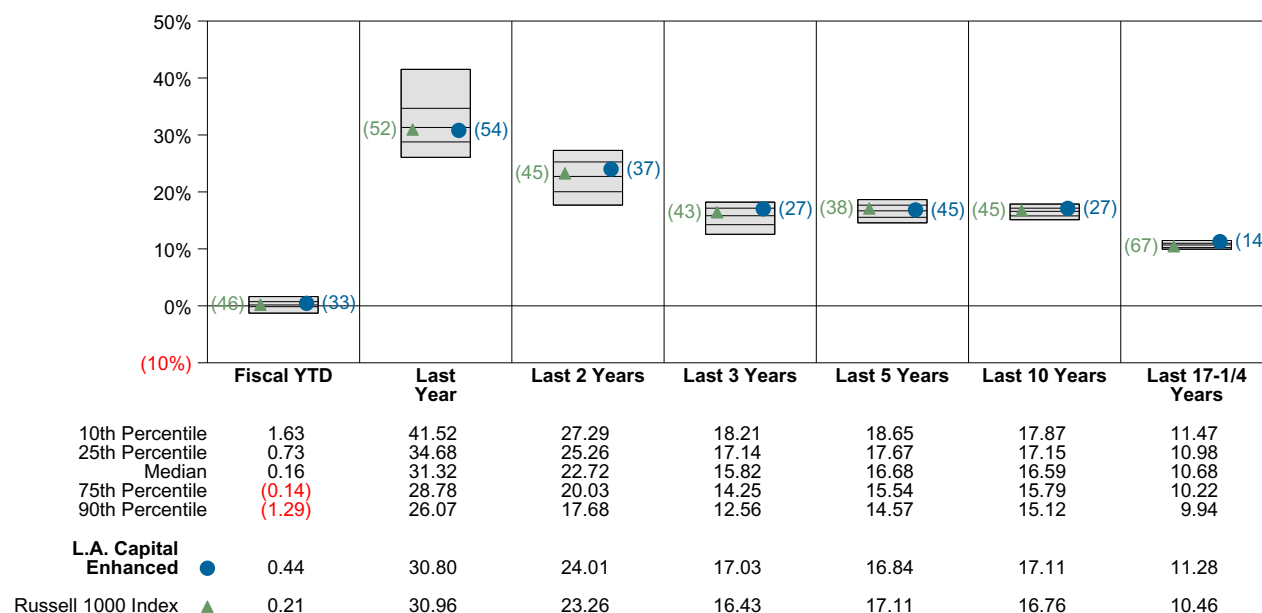 50%
40%
30%
20%
10%
0%
(10%)
(46) (33)
(52) (54)
(45) (37)
(43) (27)
(38) (45)
(45) (27)
(67) (14
Fiscal YTD Last Year Last 2 Years Last 3 Years Last 5 Years Last 10 Years Last 17-1/4 Years
10th Percentile 1.63 41.52 27.29 18.21 18.65 17.87 11.47
25th Percentile 0.73 34.68 25.26 17.14 17.67 17.15 10.98
Median 0.16 31.32 22.72 15.82 16.68 16.59 10.68
75th Percentile (0.14) 28.78 20.03 14.25 15.54 15.79 10.22
90th Percentile (1.29) 26.07 17.68 12.56 14.57 15.12 9.94
L.A. Capital
Enhanced 0.44 30.80 24.01 17.03 16.84 17.11 11.28
Russell 1000 Index 0.21 30.96 23.26 16.43 17.11 16.76 10.46